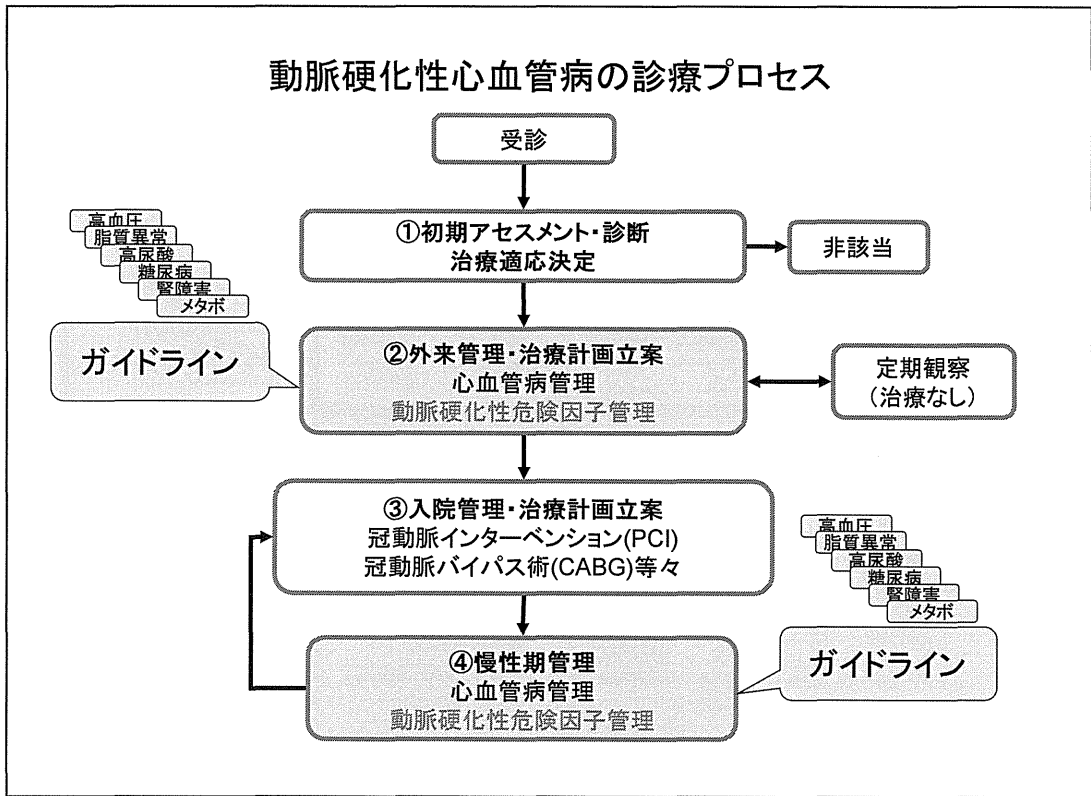 動脈硬化性心血管病の診療プロセス
受診
①初期アセスメント・診断
治療適応決定
非該当
高血圧
脂質異常
高尿酸
糖尿病
腎障害
メタボ
ガイドライン
②外来管理・治療計画立案
心血管病管理
動脈硬化性危険因子管理
定期観察
(治療なし)
③入院管理・治療計画立案
冠動脈インターベンション(PCI)
冠動脈バイパス術(CABG)等々
高血圧
脂質異常
高尿酸
糖尿病
腎障害
メタボ
ガイドライン
④慢性期管理
心血管病管理
動脈硬化性危険因子管理